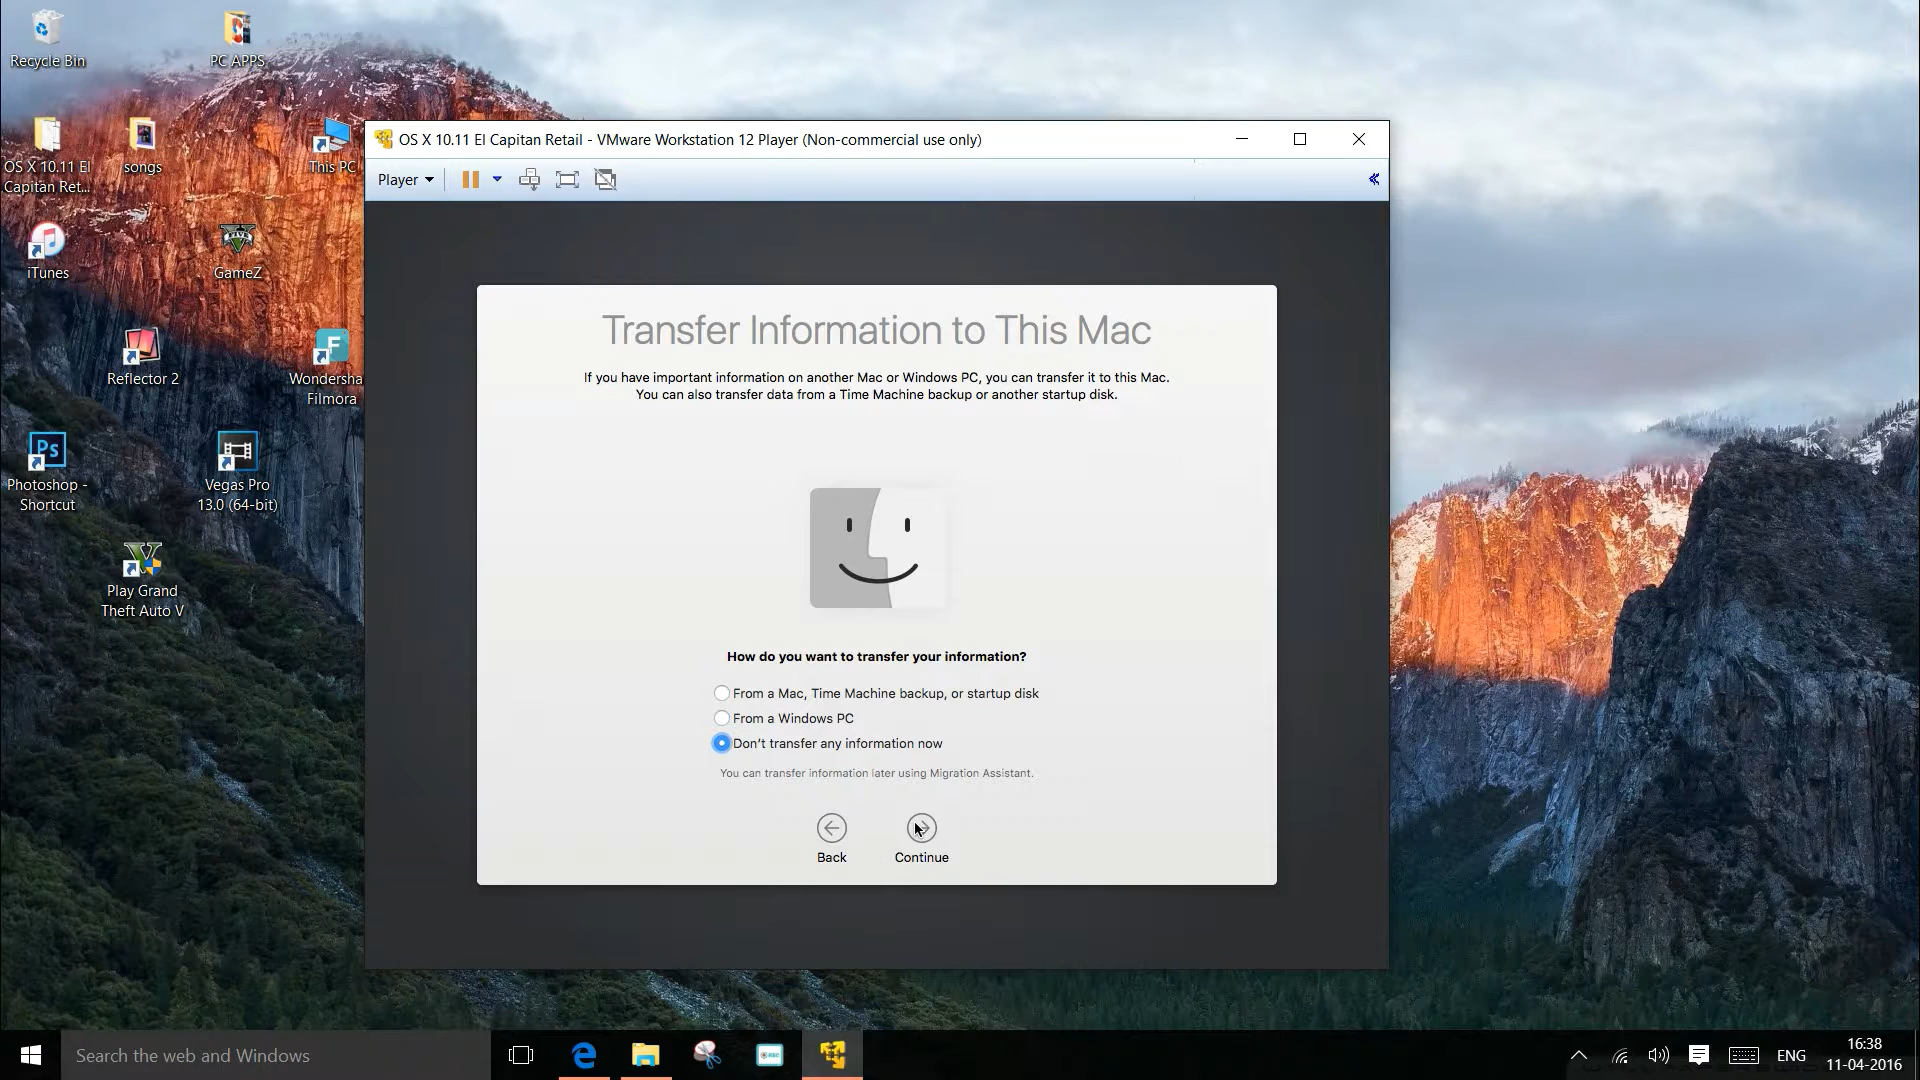 Recycle Bin
PC APPS
OS X 10.11 El
Capitan Ret...
songs
This PC
iTunes
GameZ
Reflector 2
Wondersha
Filmora
Ps
Photoshop -
Shortcut
Vegas Pro
13.0 (64-bit)
Play Grand
Theft Auto V
OS X 10.11 El Capitan Retail - VMware Workstation 12 Player (Non-commercial use only)
Player
Transfer Information to This Mac
If you have important information on another Mac or Windows PC, you can transfer it to this Mac.
You can also transfer data from a Time Machine backup or another startup disk.
How do you want to transfer your information?
From a Mac, Time Machine backup, or startup disk
From a Windows PC
Don't transfer any information now
You can transfer information later using Migration Assistant.
Back
Continue
Search the web and Windows
ENG
16:38
11-04-2016